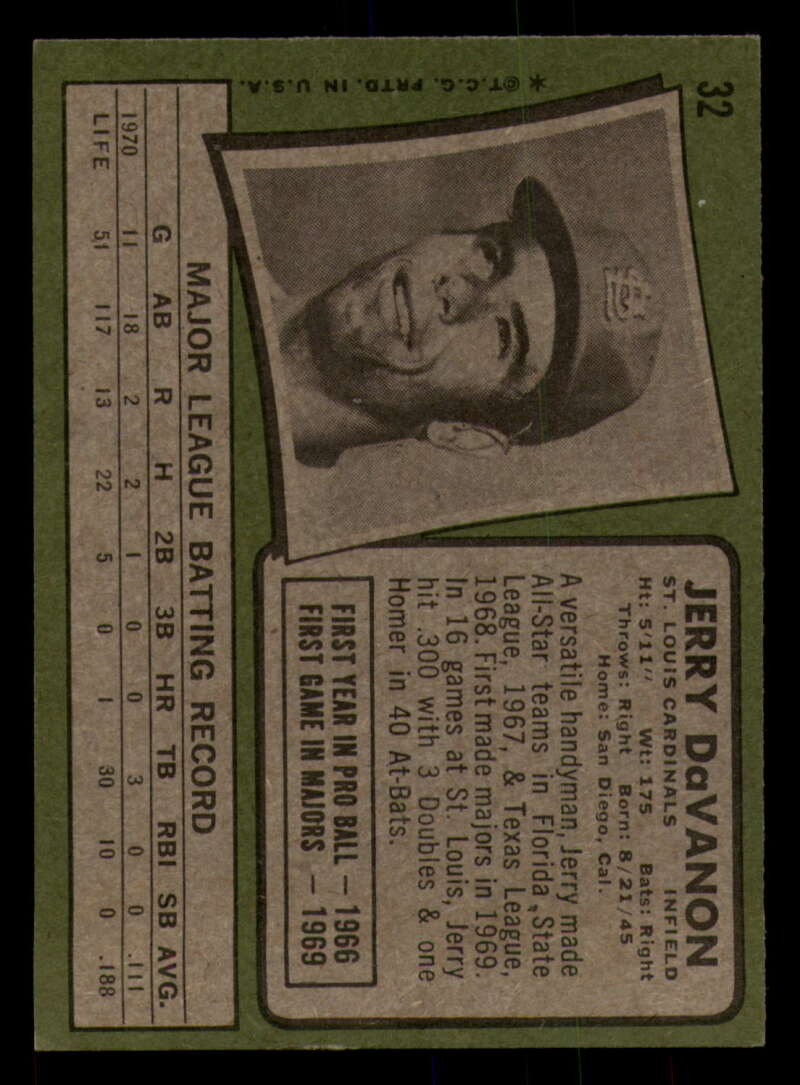 32
*©T.C.G. PRTD. IN U.S.A.
JERRY DaVANON
ST. LOUIS CARDINALS INFIELD
Ht: 5'11" Wt: 175 Bats: Right
Throws: Right Born: 8/21/45
Home: San Diego, Cal.
A versatile handyman, Jerry made
All-Star teams in Florida State
League, 1967, & Texas League,
1968. First made majors in 1969.
In 16 games at St. Louis, Jerry
hit .300 with 3 Doubles & one
Homer in 40 At-Bats.
FIRST YEAR IN PRO BALL — 1966
FIRST GAME IN MAJORS — 1969
MAJOR LEAGUE BATTING RECORD
G AB R H 2B 3B HR TB RBI SB AVG.
1970 11 18 2 2 1 0 0 3 0 0 .111
LIFE 51 117 13 22 5 0 1 30 10 0 .188